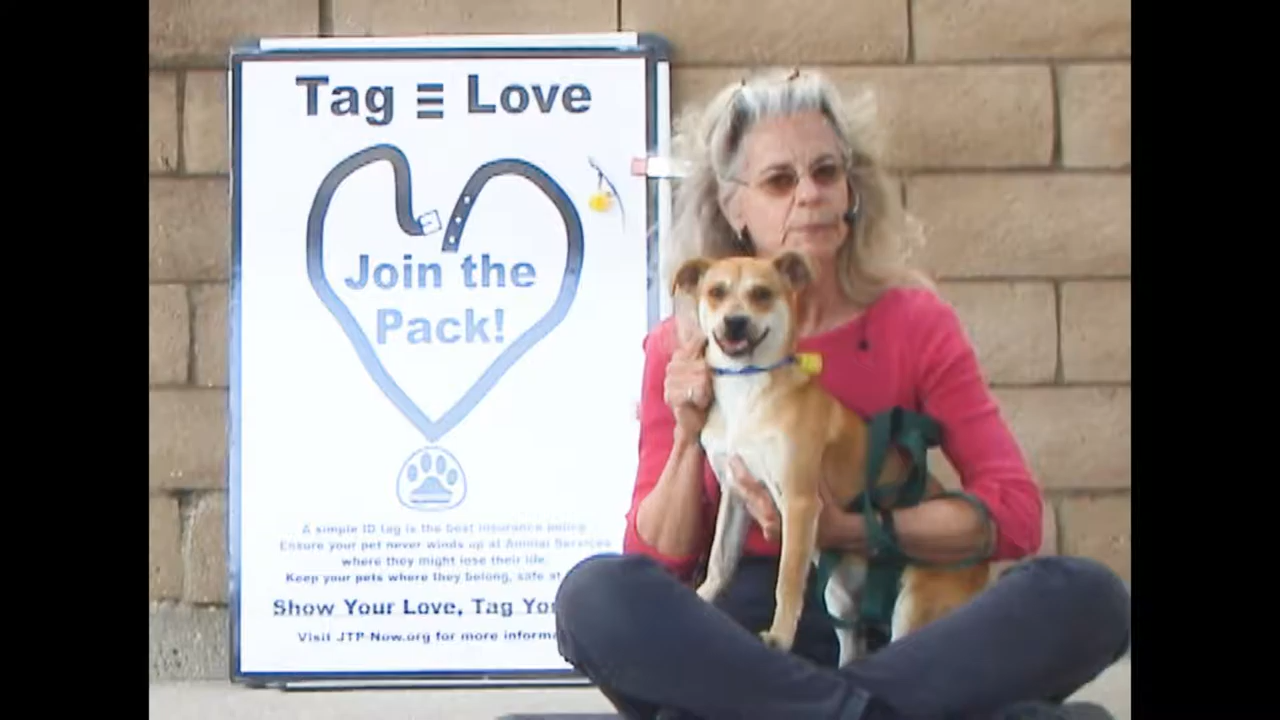 Tag ≡ Love
Join the
Pack!
A simple ID tag is the best insurance policy
Ensure your pet never winds up at Animal Services
where they might lose their life.
Keep your pets where they belong, safe at
Show Your Love, Tag
Visit JTP-Now.org for more